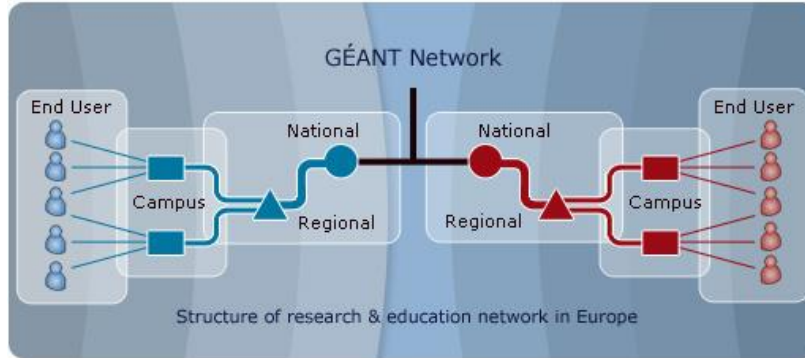 GÉANT Network
End User
National
Campus
Regional
National
Regional
Campus
End User
Structure of research & education network in Europe